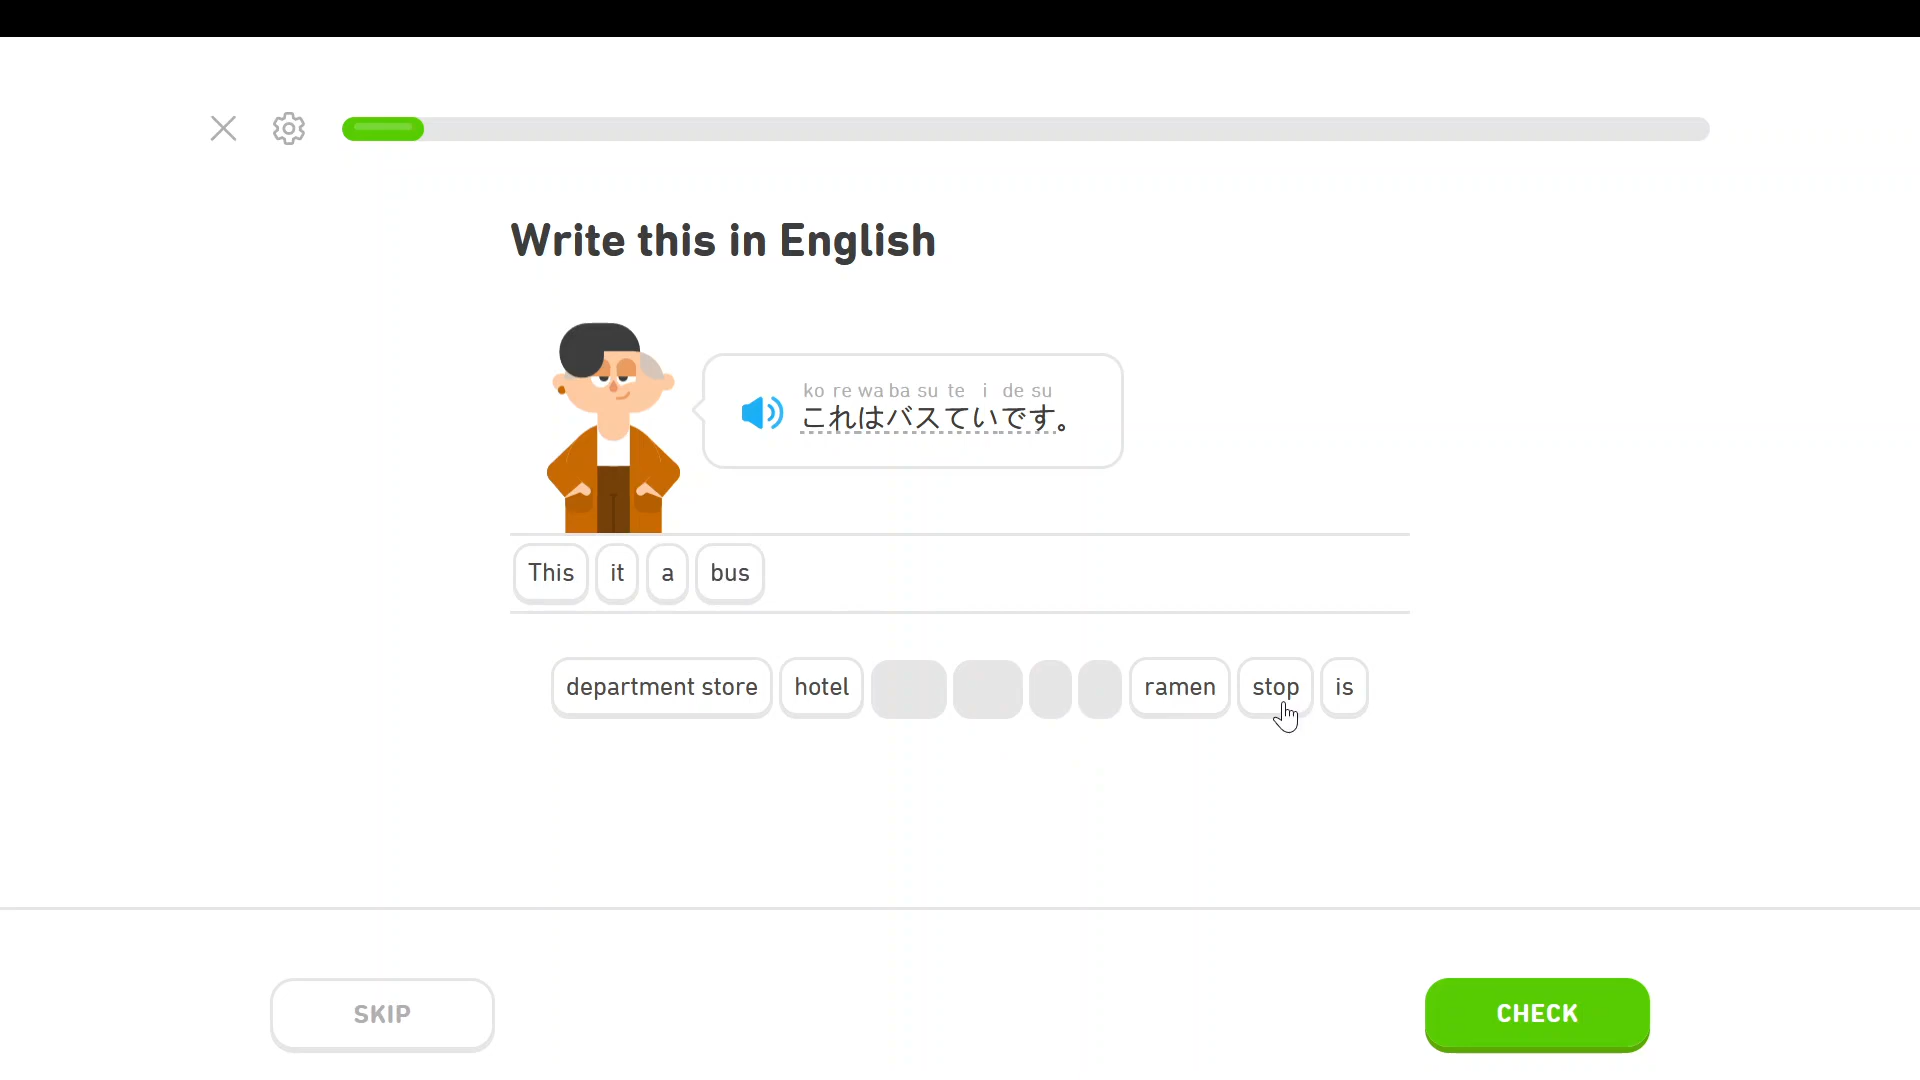 Write this in English
ko re wa ba su te i de su
これはバスていです。
This it a bus
department store hotel ramen stop is
SKIP CHECK